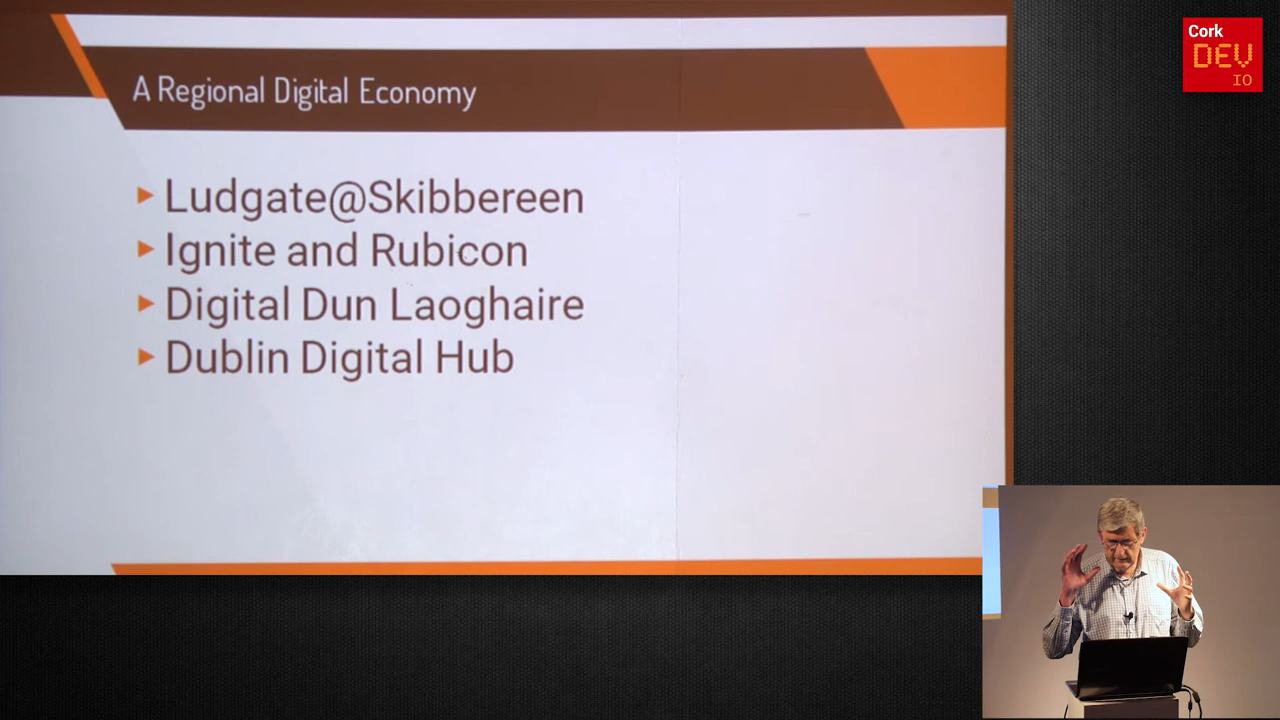 Cork
DEV
IO
A Regional Digital Economy
Ludgate@Skibbereen
Ignite and Rubicon
Digital Dun Laoghaire
Dublin Digital Hub